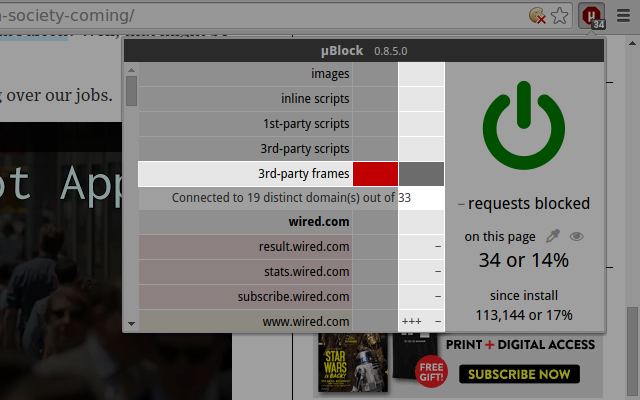 n-society-coming/
34
g over our jobs.
ot App
µBlock 0.8.5.0
images
inline scripts
1st-party scripts
3rd-party scripts
3rd-party frames
Connected to 19 distinct domain(s) out of 33
wired.com
result.wired.com –
stats.wired.com –
subscribe.wired.com –
www.wired.com +++ –
– requests blocked
on this page
34 or 14%
since install
113,144 or 17%
STAR
WARS
IS BACK!
FREE
GIFT!
PRINT + DIGITAL ACCESS
SUBSCRIBE NOW